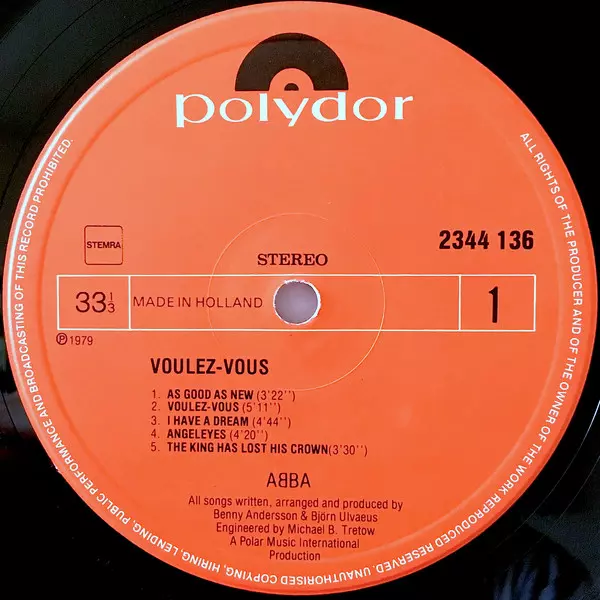 polydor
STEMRA
STEREO
2344 136
33 1/3
MADE IN HOLLAND
1
℗ 1979
VOULEZ-VOUS
1. AS GOOD AS NEW (3'22'')
2. VOULEZ-VOUS (5'11'')
3. I HAVE A DREAM (4'44'')
4. ANGELEYES (4'20'')
5. THE KING HAS LOST HIS CROWN(3'30'')
ABBA
All songs written, arranged and produced by
Benny Andersson & Björn Ulvaeus
Engineered by Michael B. Tretow
A Polar Music International
Production
ALL RIGHTS OF THE PRODUCER AND OF THE OWNER OF THE WORK REPRODUCED RESERVED. UNAUTHORISED COPYING, HIRING, LENDING, PUBLIC PERFORMANCE AND BROADCASTING OF THIS RECORD PROHIBITED.